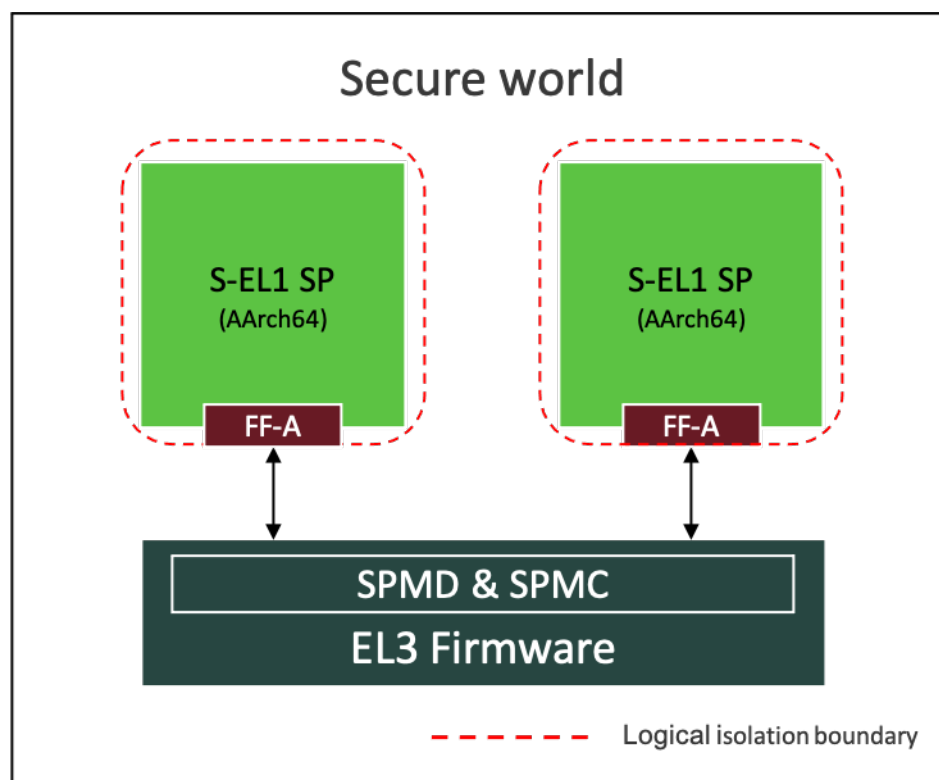 Secure world
S-EL1 SP
(AArch64)
S-EL1 SP
(AArch64)
FF-A
FF-A
SPMD & SPMC
EL3 Firmware
Logical isolation boundary